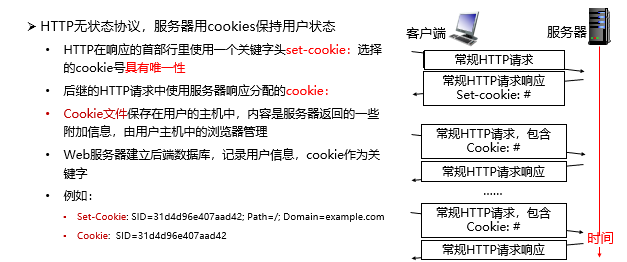 HTTP无状态协议，服务器用cookies保持用户状态
HTTP在响应的首部行里使用一个关键字头set-cookie：选择
的cookie号具有唯一性
后继的HTTP请求中使用服务器响应分配的cookie：
Cookie文件保存在用户的主机中，内容是服务器返回的一些
附加信息，由用户主机中的浏览器管理
Web服务器建立后端数据库，记录用户信息，cookie作为关
键字
例如：
Set-Cookie: SID=31d4d96e407aad42; Path=/; Domain=example.com
Cookie: SID=31d4d96e407aad42
客户端
服务器
常规HTTP请求
常规HTTP请求响应
Set-cookie: #
常规HTTP请求，包含
Cookie: #
常规HTTP请求响应
......
常规HTTP请求，包含
Cookie: #
常规HTTP请求响应
时间